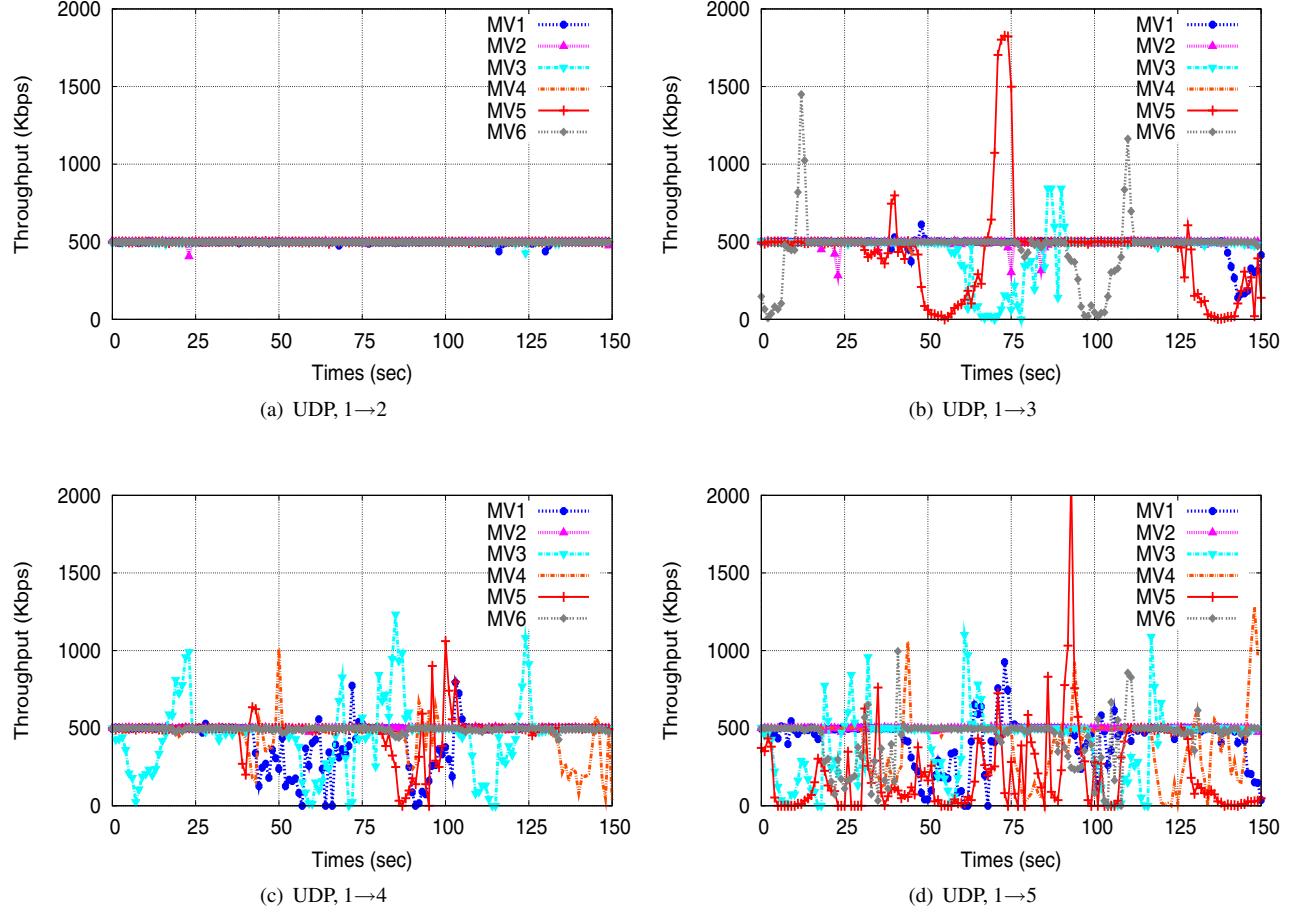 2000
1500
1000
500
0
Throughput (Kbps)
0 25 50 75 100 125 150
Times (sec)
MV1
MV2
MV3
MV4
MV5
MV6
(a) UDP, 1→2
2000
1500
1000
500
0
Throughput (Kbps)
0 25 50 75 100 125 150
Times (sec)
MV1
MV2
MV3
MV4
MV5
MV6
(b) UDP, 1→3
2000
1500
1000
500
0
Throughput (Kbps)
0 25 50 75 100 125 150
Times (sec)
MV1
MV2
MV3
MV4
MV5
MV6
(c) UDP, 1→4
2000
1500
1000
500
0
Throughput (Kbps)
0 25 50 75 100 125 150
Times (sec)
MV1
MV2
MV3
MV4
MV5
MV6
(d) UDP, 1→5